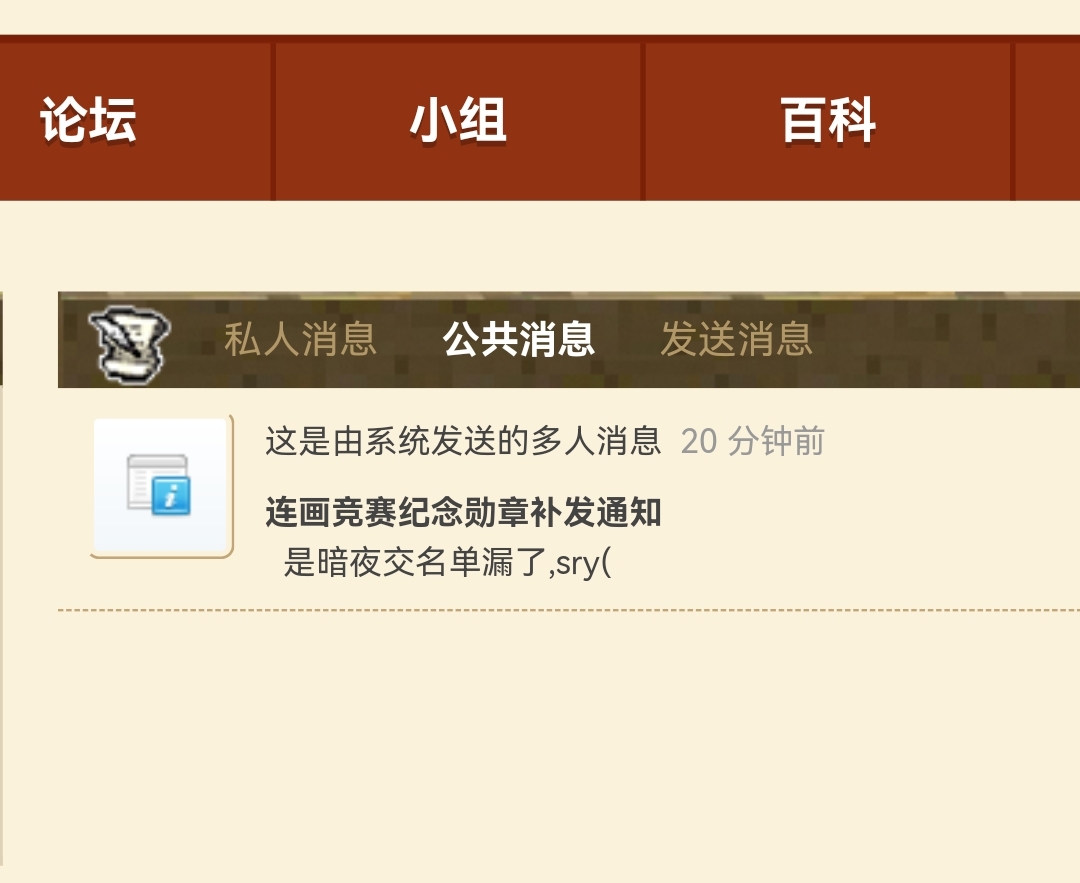 论坛 小组 百科
私人消息 公共消息 发送消息
这是由系统发送的多人消息 20 分钟前
连画竞赛纪念勋章补发通知
是暗夜交名单漏了,sry(